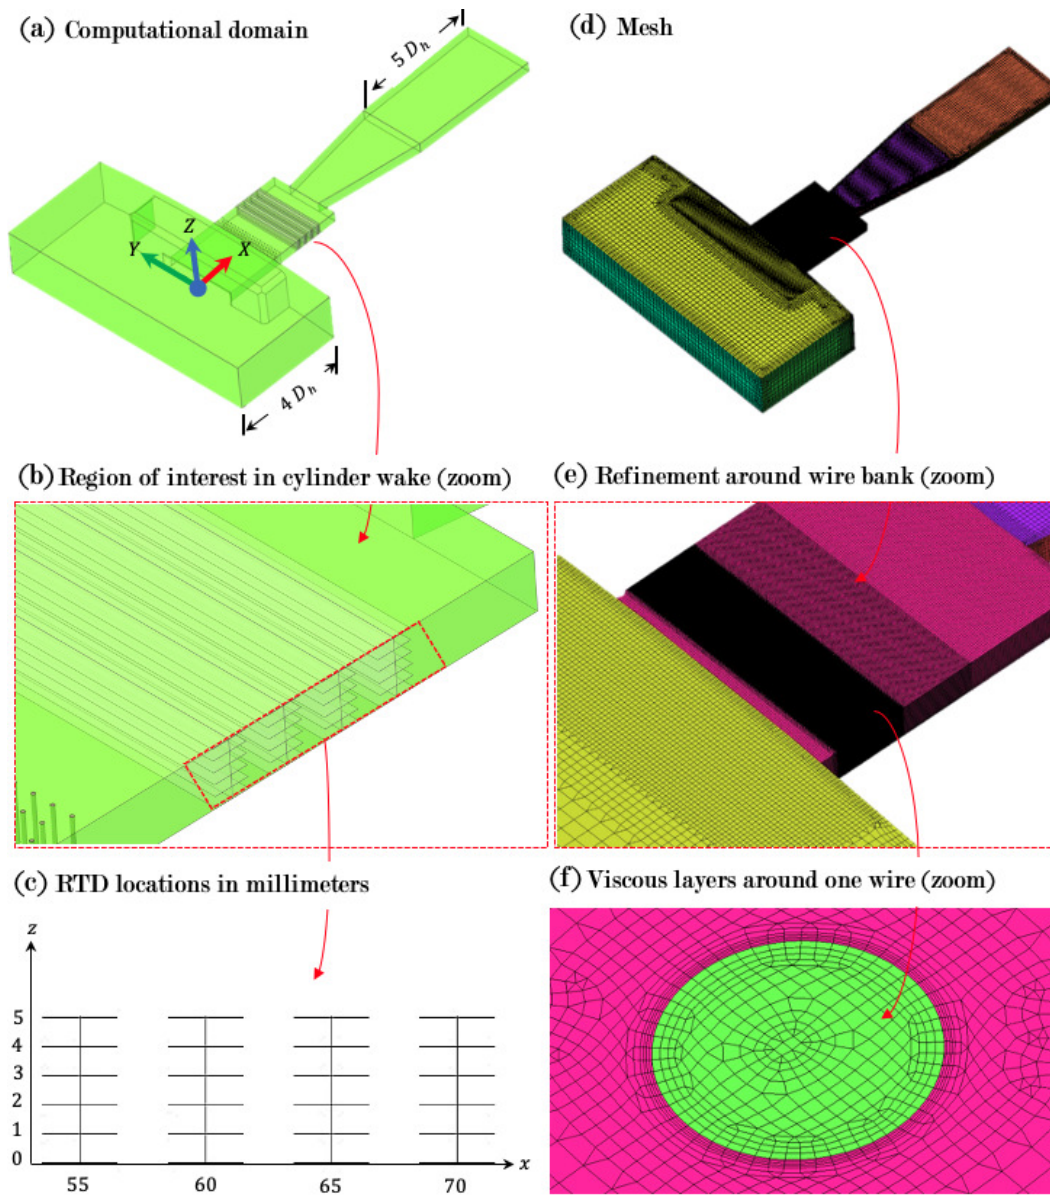 (a) Computational domain
5 D_h
Z
Y
X
4 D_h
(d) Mesh
(b) Region of interest in cylinder wake (zoom)
(e) Refinement around wire bank (zoom)
(c) RTD locations in millimeters
z
5
4
3
2
1
0
x
55 60 65 70
(f) Viscous layers around one wire (zoom)